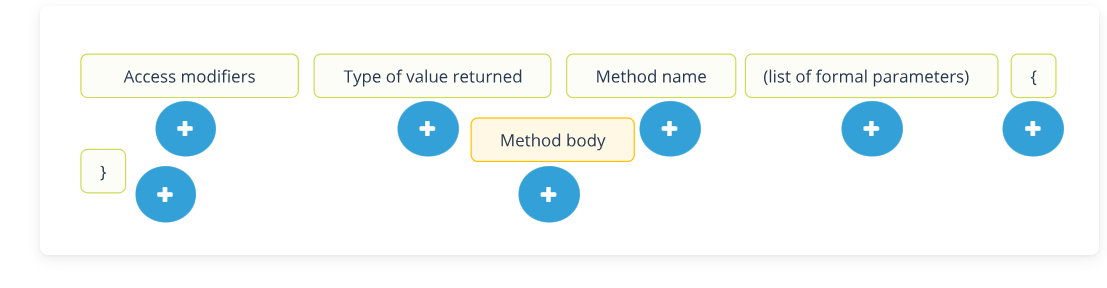 Access modifiers Type of value returned Method name (list of formal parameters) {
Method body
}